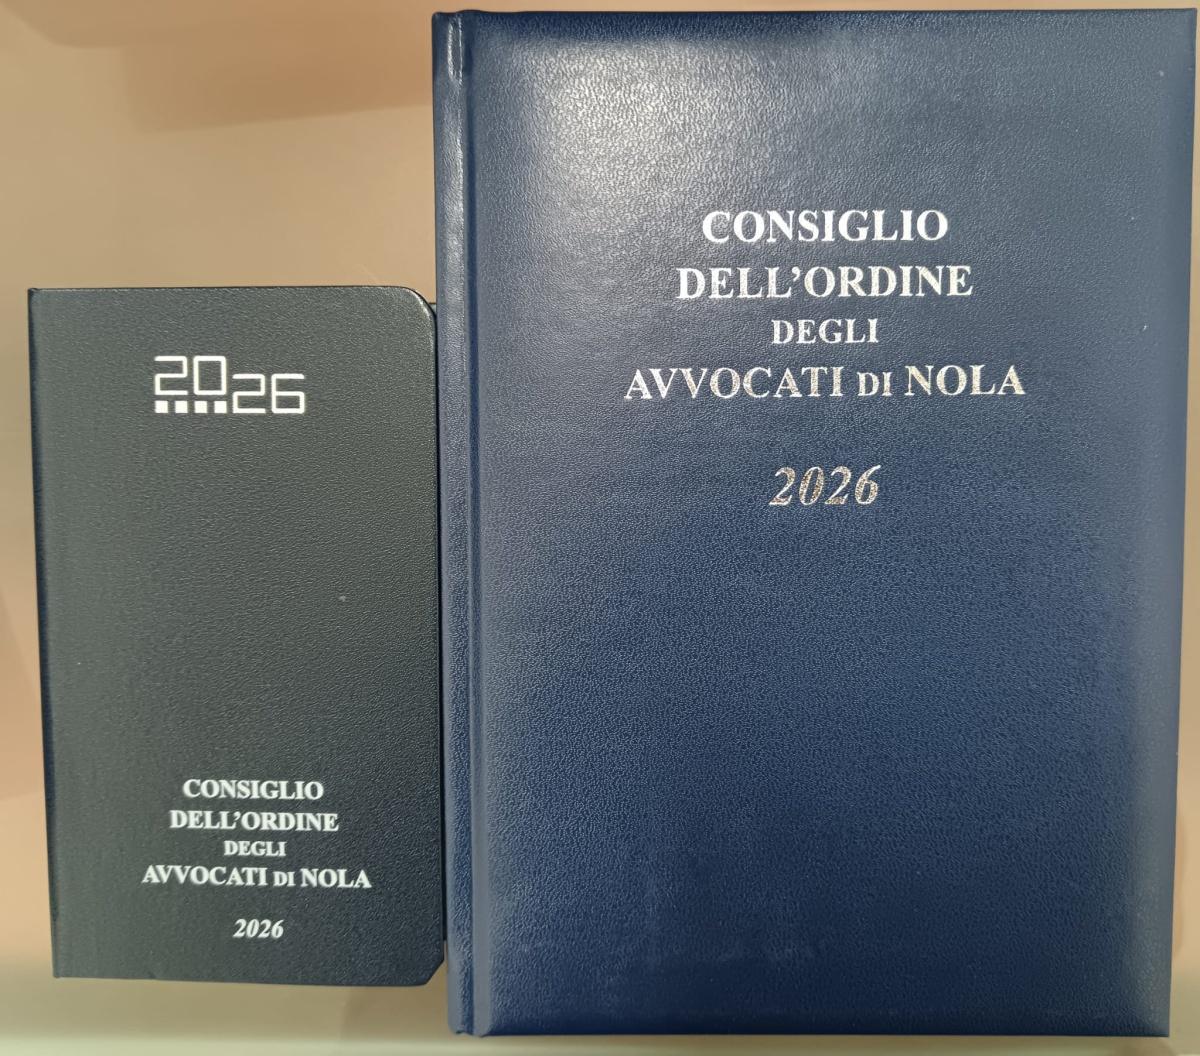 2026
CONSIGLIO
DELL'ORDINE
DEGLI
AVVOCATI DI NOLA
2026
CONSIGLIO
DELL'ORDINE
DEGLI
AVVOCATI DI NOLA
2026